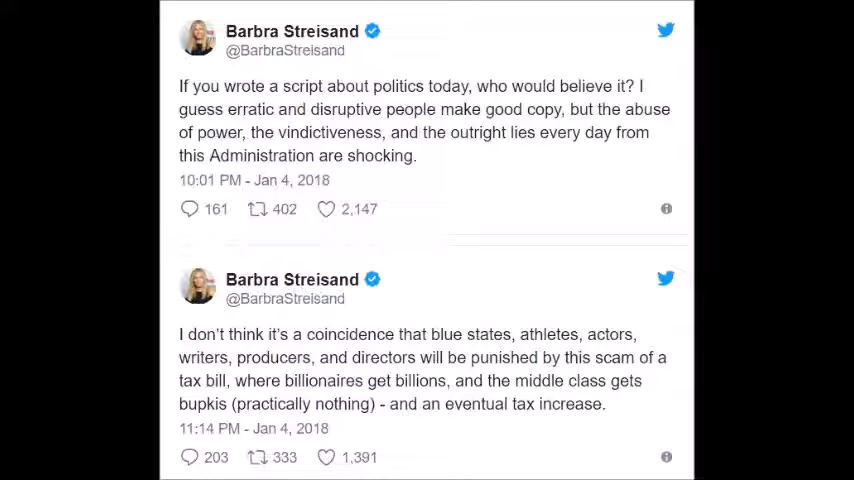 Barbra Streisand
@BarbraStreisand
If you wrote a script about politics today, who would believe it? I
guess erratic and disruptive people make good copy, but the abuse
of power, the vindictiveness, and the outright lies every day from
this Administration are shocking.
10:01 PM - Jan 4, 2018
161 402 2,147
Barbra Streisand
@BarbraStreisand
I don't think it's a coincidence that blue states, athletes, actors,
writers, producers, and directors will be punished by this scam of a
tax bill, where billionaires get billions, and the middle class gets
bupkis (practically nothing) - and an eventual tax increase.
11:14 PM - Jan 4, 2018
203 333 1,391